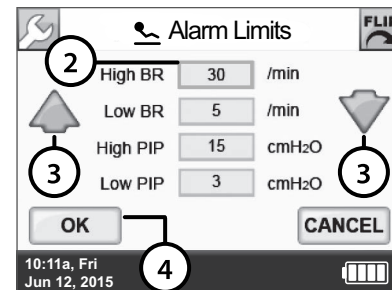 Alarm Limits
FLIP
2
High BR 30 /min
Low BR 5 /min
High PIP 15 cmH2O
Low PIP 3 cmH2O
3 3
OK CANCEL
4
10:11a, Fri
Jun 12, 2015